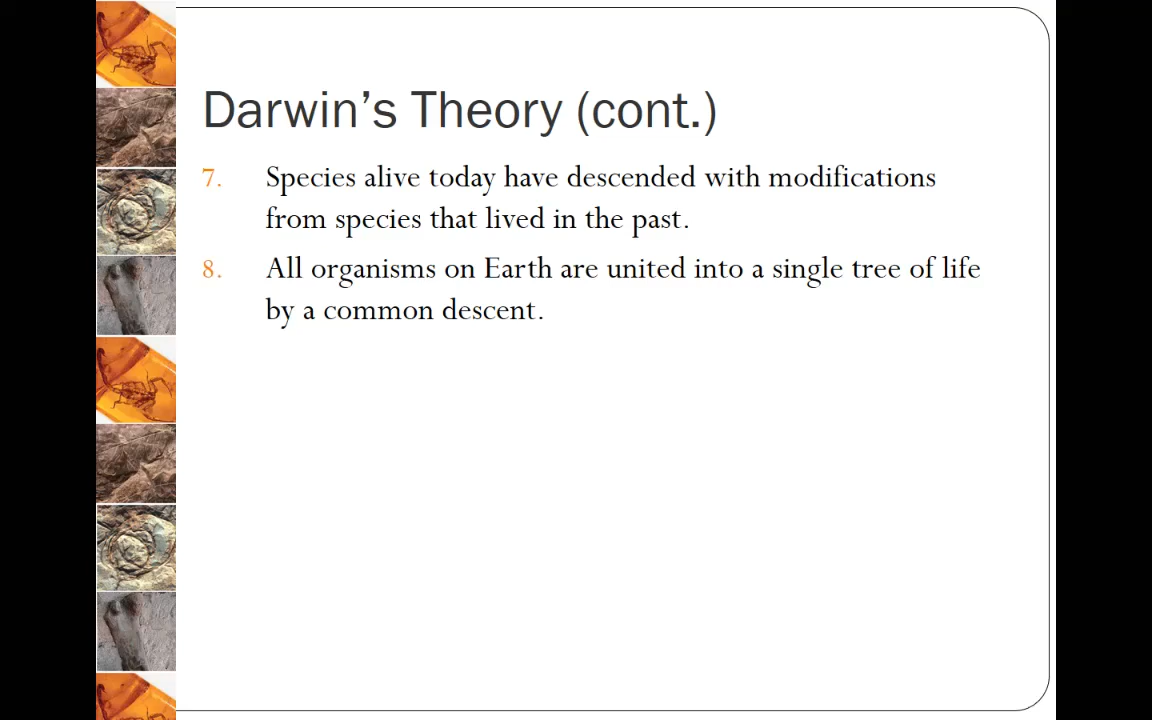 Darwin’s Theory (cont.)
7. Species alive today have descended with modifications
from species that lived in the past.
8. All organisms on Earth are united into a single tree of life
by a common descent.